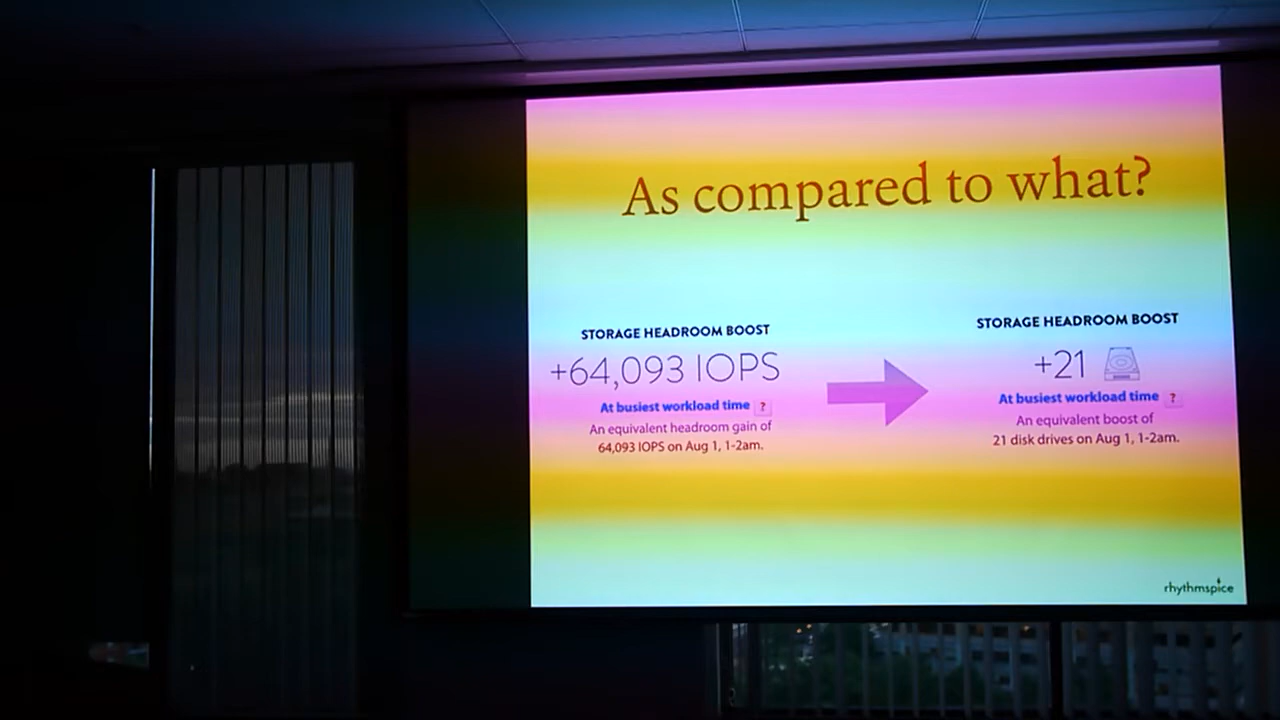 As compared to what?
STORAGE HEADROOM BOOST
+64,093 IOPS
At busiest workload time ?
An equivalent headroom gain of
64,093 IOPS on Aug 1, 1-2am.
STORAGE HEADROOM BOOST
+21
At busiest workload time ?
An equivalent boost of
21 disk drives on Aug 1, 1-2am.
rhythmspice